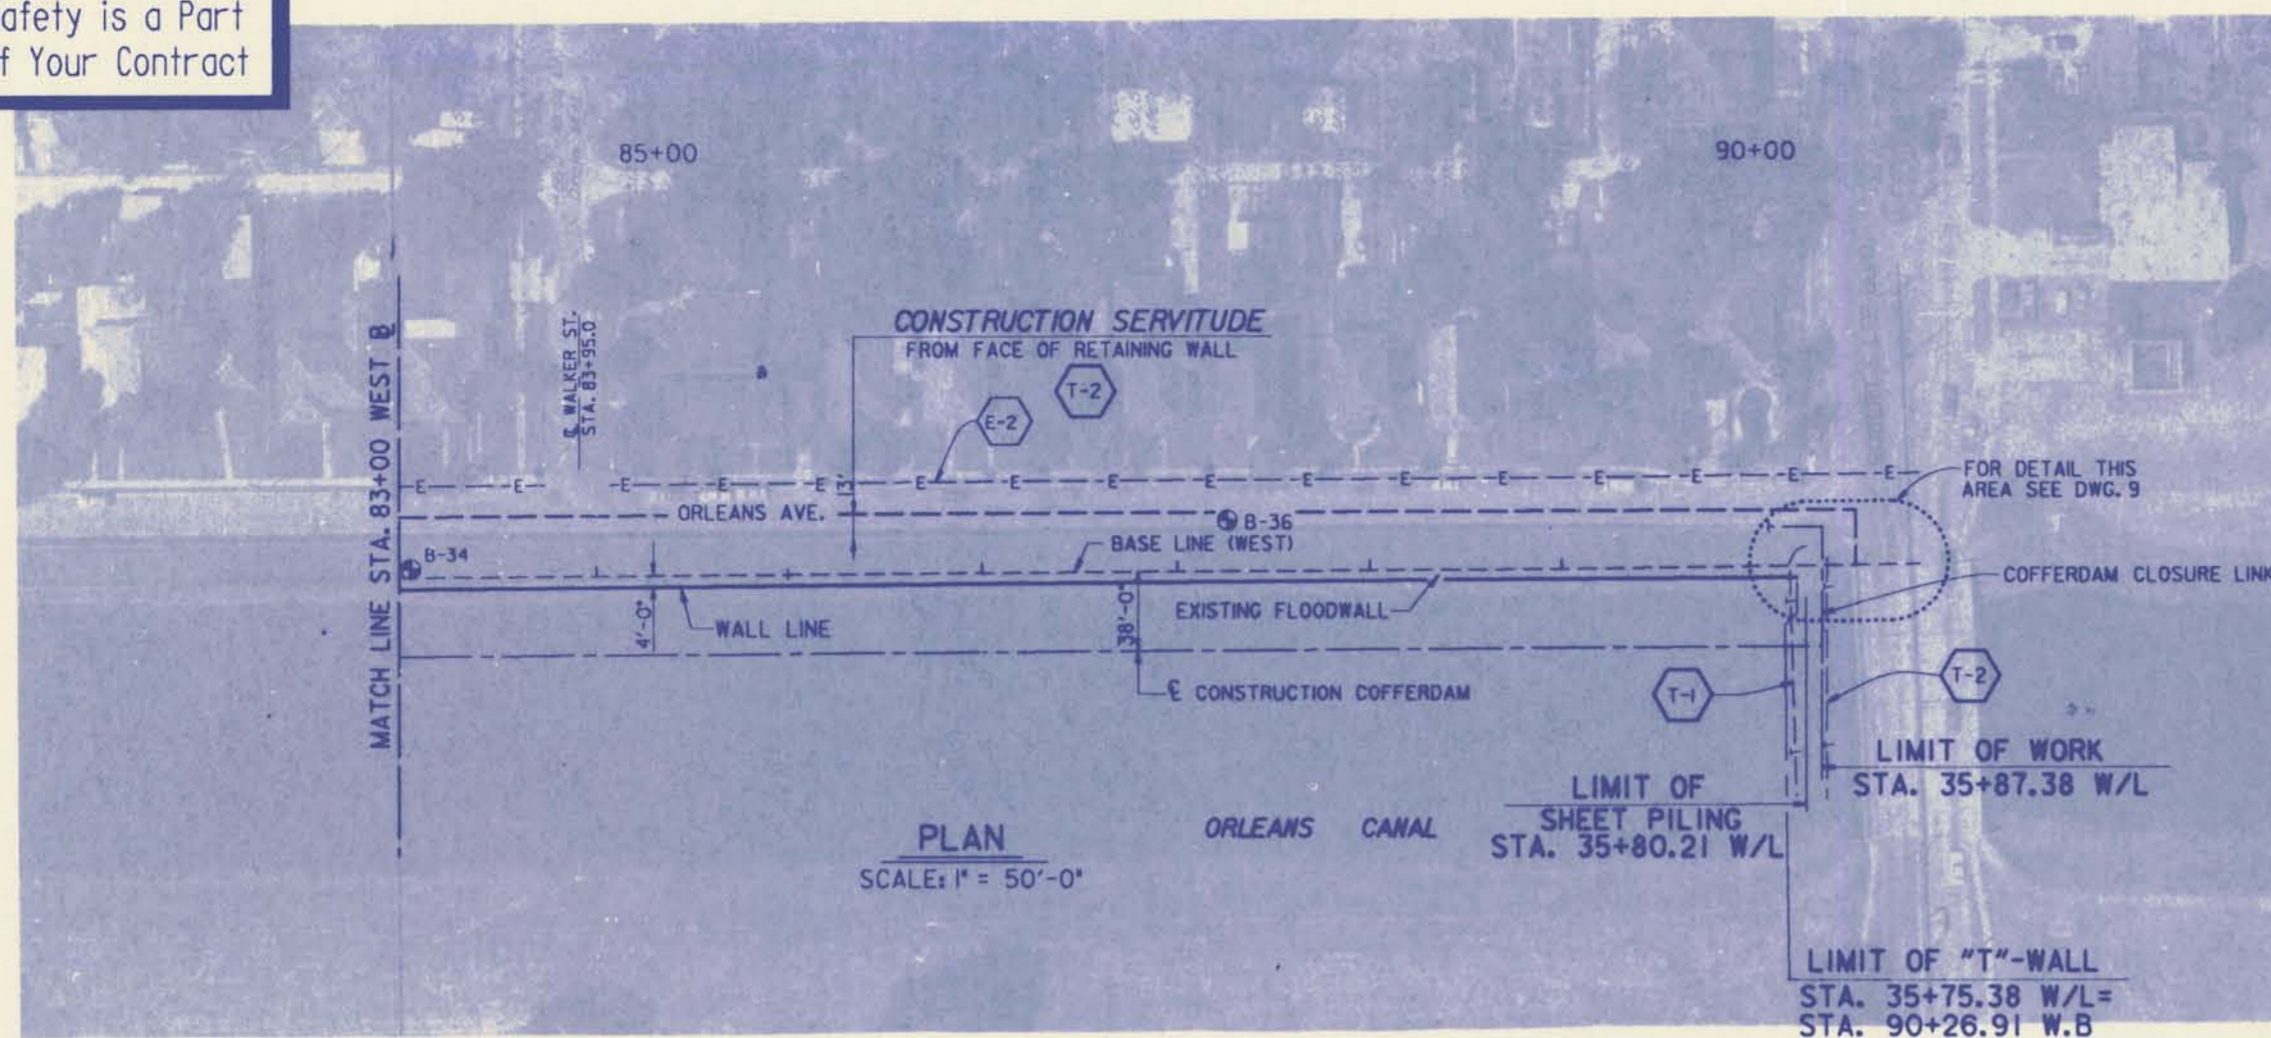 afety is a Part
f Your Contract
85+00
90+00
MATCH LINE STA. 83+00 WEST ⅊
℄ WALKER ST.
STA. 83+95.0
CONSTRUCTION SERVITUDE
FROM FACE OF RETAINING WALL
T-2
E-2
E E E E E E E E E E E E E E E E
13'
FOR DETAIL THIS
AREA SEE DWG. 9
ORLEANS AVE.
B-36
BASE LINE (WEST)
B-34
COFFERDAM CLOSURE LINK
4'-0"
WALL LINE
38'-0"
EXISTING FLOODWALL
℄ CONSTRUCTION COFFERDAM
T-1
T-2
LIMIT OF WORK
STA. 35+87.38 W/L
LIMIT OF
SHEET PILING
STA. 35+80.21 W/L
ORLEANS CANAL
PLAN
SCALE: 1" = 50'-0"
LIMIT OF "T"-WALL
STA. 35+75.38 W/L=
STA. 90+26.91 W.B